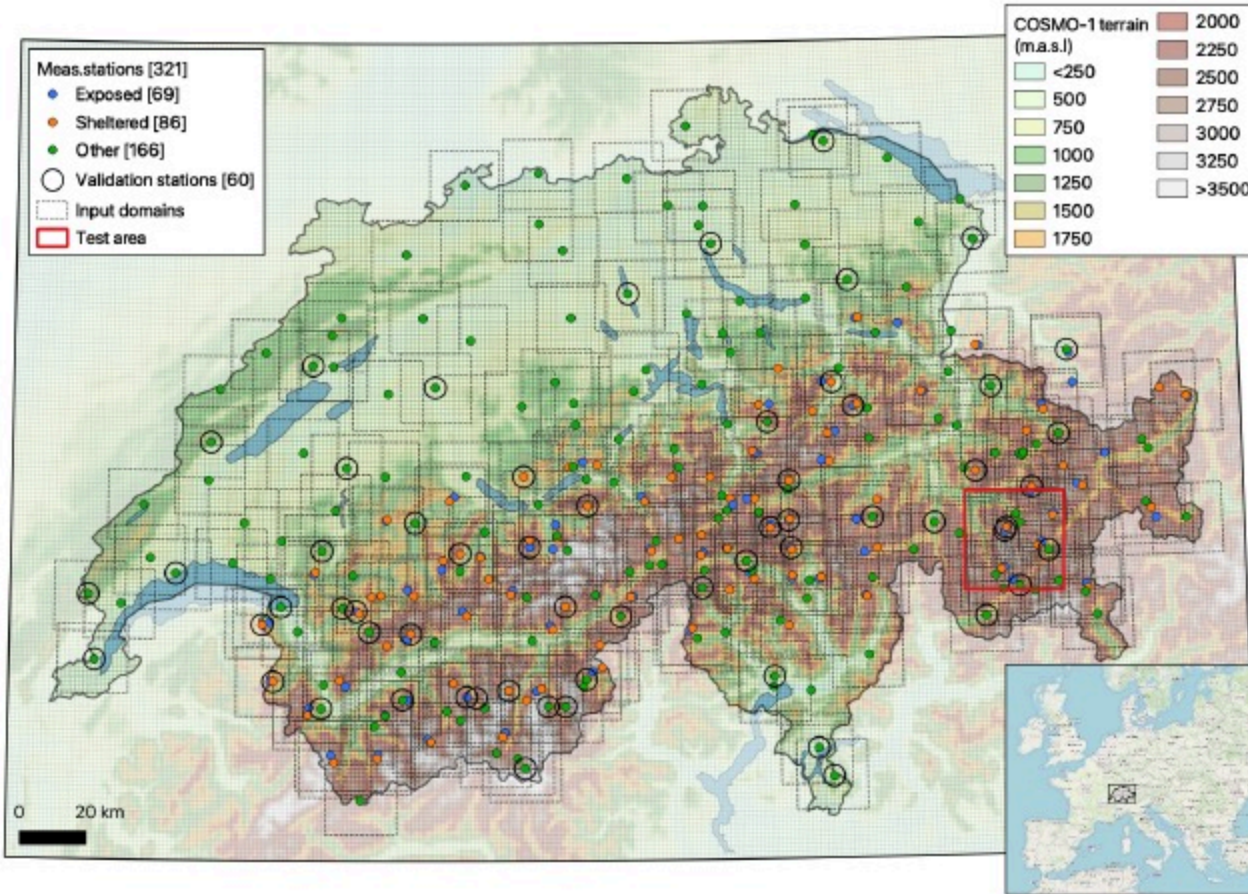 Meas.stations [321]
Exposed [69]
Sheltered [86]
Other [166]
Validation stations [60]
Input domains
Test area
COSMO-1 terrain
(m.a.s.l)
<250
500
750
1000
1250
1500
1750
2000
2250
2500
2750
3000
3250
>3500
0 20 km